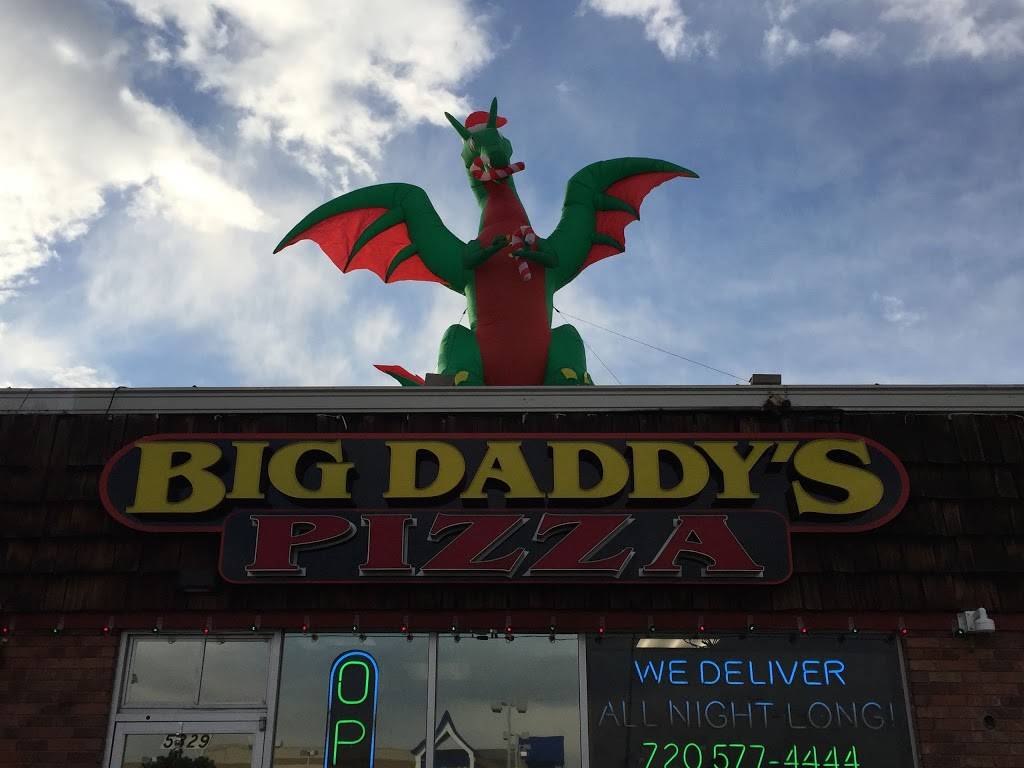 BIG DADDY'S
PIZZA
OP
WE DELIVER
ALL NIGHT LONG!
720 577-4444
5329